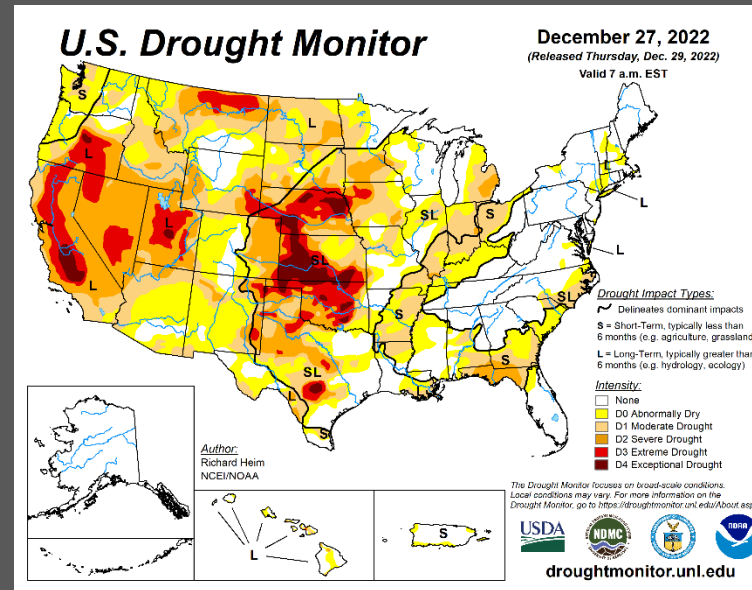 U.S. Drought Monitor
December 27, 2022
(Released Thursday, Dec. 29, 2022)
Valid 7 a.m. EST
S
L
L
L
L
SL
S
SL
SL
S
SL
S
L
L
L
L
L
S
L
S
Drought Impact Types:
Delineates dominant impacts
S = Short-Term, typically less than
6 months (e.g. agriculture, grassland
L = Long-Term, typically greater than
6 months (e.g. hydrology, ecology)
Intensity:
None
D0 Abnormally Dry
D1 Moderate Drought
D2 Severe Drought
D3 Extreme Drought
D4 Exceptional Drought
Author:
Richard Heim
NCEI/NOAA
The Drought Monitor focuses on broad-scale conditions.
Local conditions may vary. For more information on the
Drought Monitor, go to https://droughtmonitor.unl.edu/About.asp
USDA
NDMC
NOAA
droughtmonitor.unl.edu